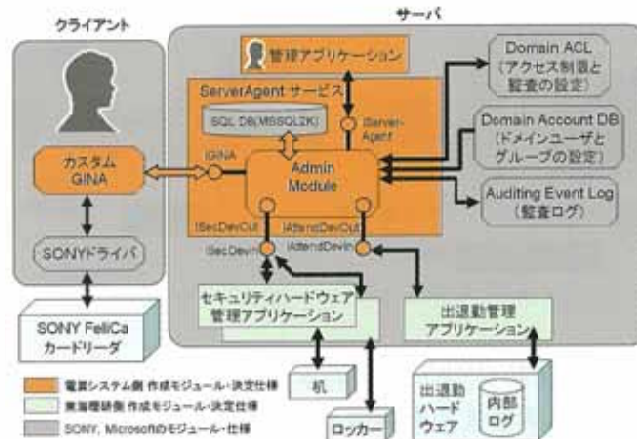 クライアント
サーバ
管理アプリケーション
Domain ACL
(アクセス制限と
監査の設定)
ServerAgent サービス
SQL DB(MSSQL2K)
IServer-
Agent
Domain Account DB
(ドメインユーザと
グループの設定)
カスタム
GINA
IGINA
Admin
Module
Auditing Event Log
(監査ログ)
ISecDevOut
IAttendDevOut
SONYドライバ
ISecDevIn
IAttendDevIn
セキュリティハードウェア
管理アプリケーション
出退勤管理
アプリケーション
SONY FeliCa
カードリーダ
机
ロッカー
出退勤
ハード
ウェア
内部
ログ
電算システム側 作成モジュール・決定仕様
東海理研側 作成モジュール・決定仕様
SONY, Microsoftのモジュール・仕様